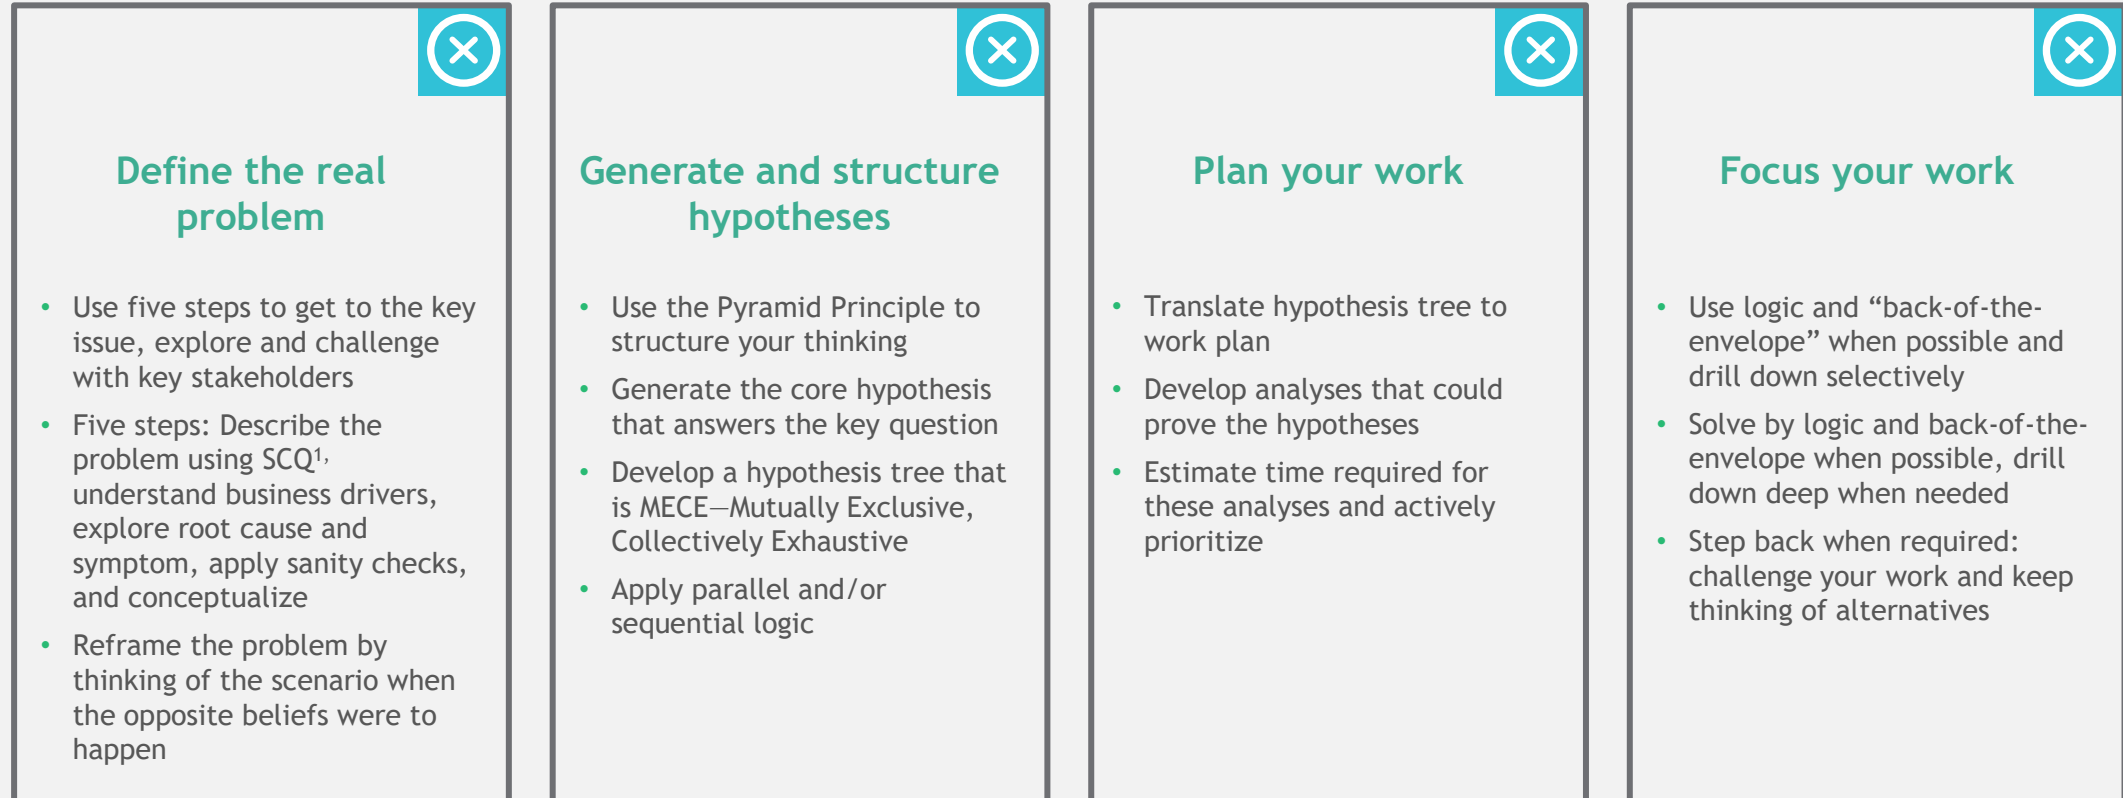 Define the real
problem
• Use five steps to get to the key
issue, explore and challenge
with key stakeholders
• Five steps: Describe the
problem using SCQ1,
understand business drivers,
explore root cause and
symptom, apply sanity checks,
and conceptualize
• Reframe the problem by
thinking of the scenario when
the opposite beliefs were to
happen
Generate and structure
hypotheses
• Use the Pyramid Principle to
structure your thinking
• Generate the core hypothesis
that answers the key question
• Develop a hypothesis tree that
is MECE—Mutually Exclusive,
Collectively Exhaustive
• Apply parallel and/or
sequential logic
Plan your work
• Translate hypothesis tree to
work plan
• Develop analyses that could
prove the hypotheses
• Estimate time required for
these analyses and actively
prioritize
Focus your work
• Use logic and “back-of-the-
envelope” when possible and
drill down selectively
• Solve by logic and back-of-the-
envelope when possible, drill
down deep when needed
• Step back when required:
challenge your work and keep
thinking of alternatives